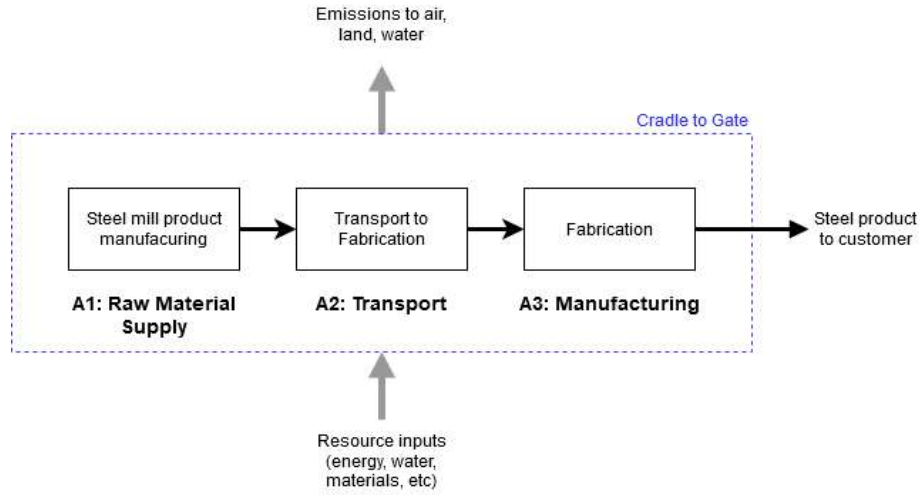 Emissions to air,
land, water
Cradle to Gate
Steel mill product
manufacuring
Transport to
Fabrication
Fabrication
Steel product
to customer
A1: Raw Material
Supply
A2: Transport
A3: Manufacturing
Resource inputs
(energy, water,
materials, etc)